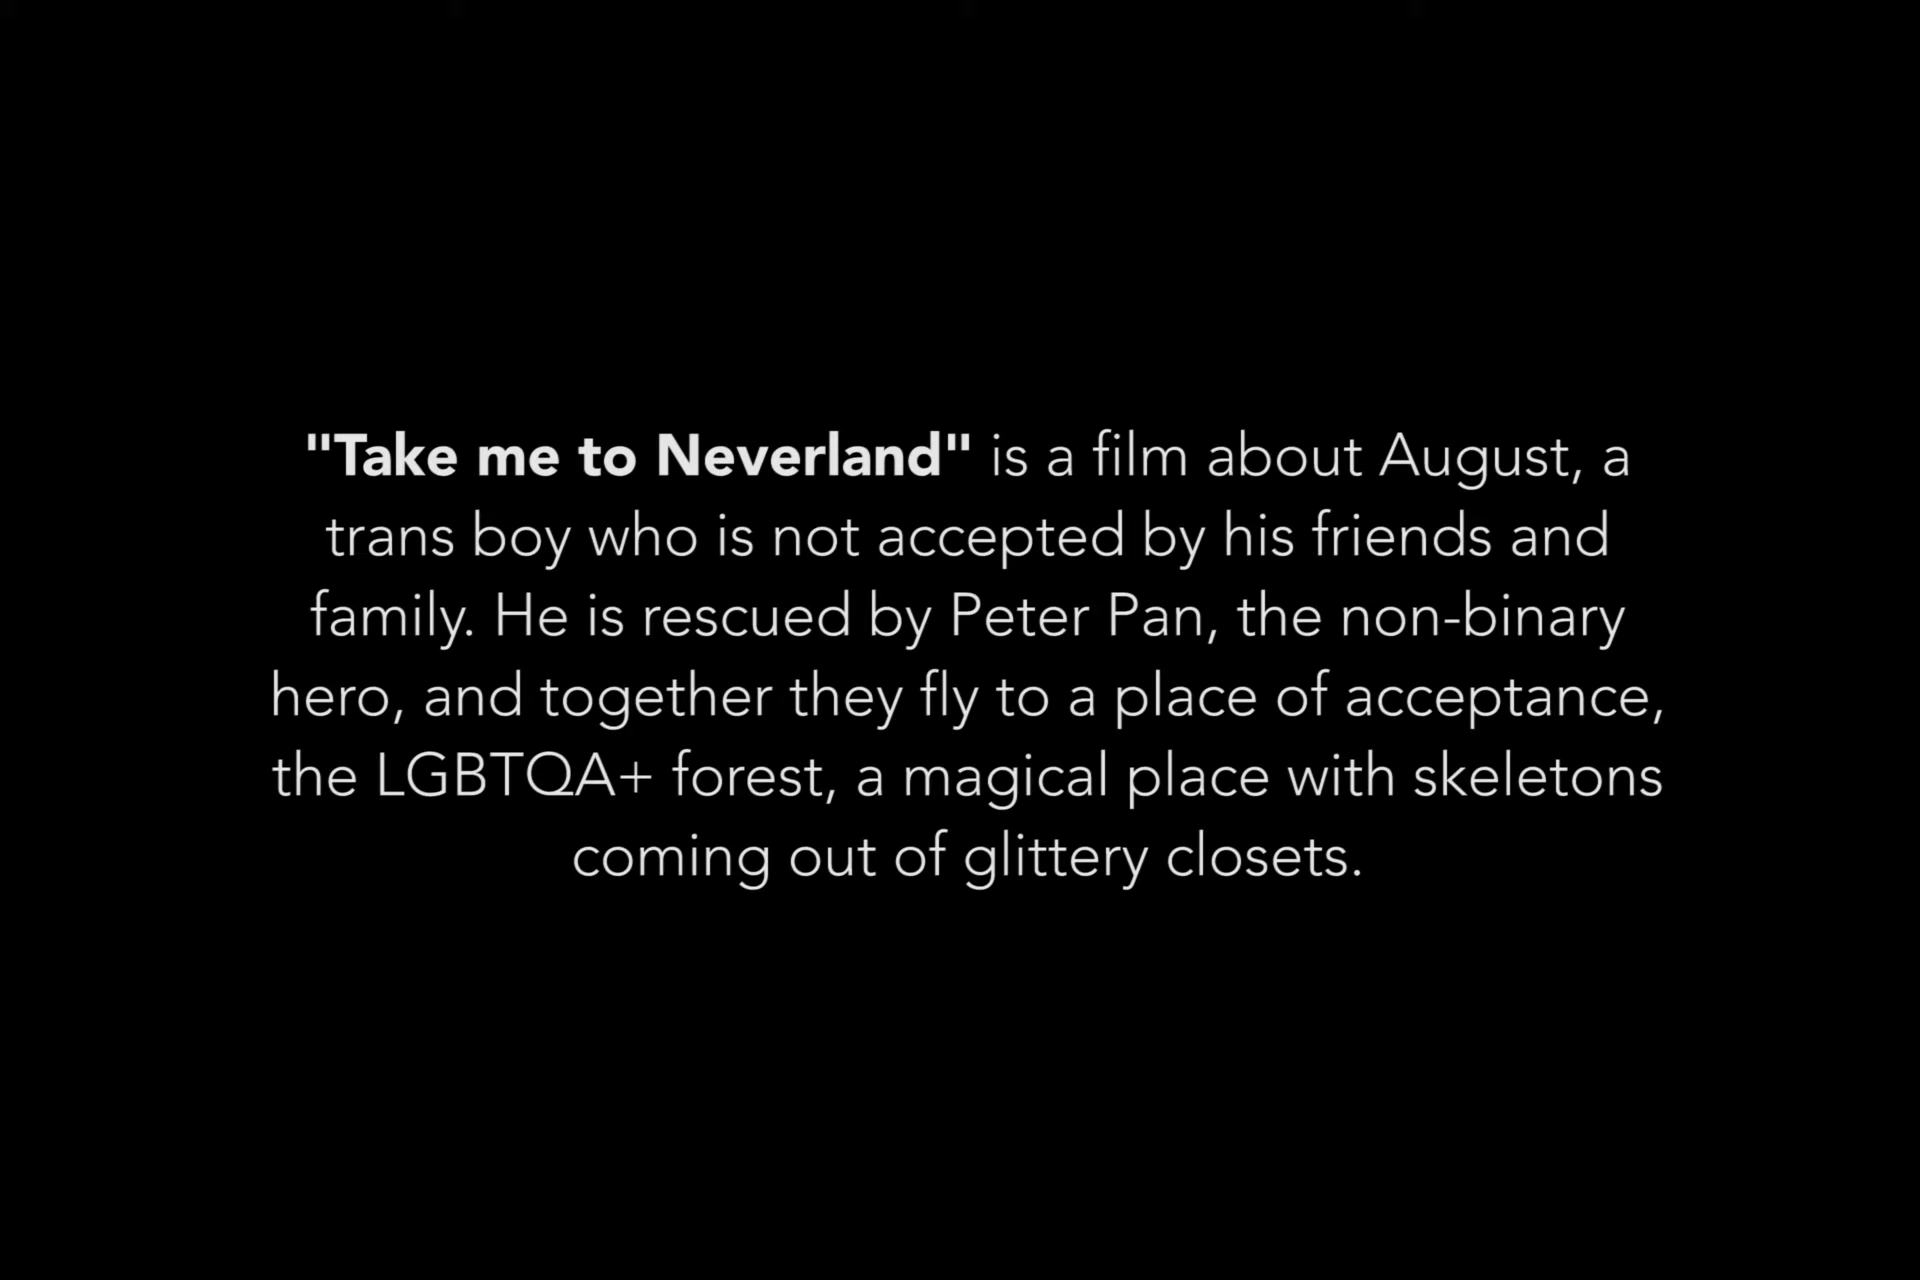 "Take me to Neverland" is a film about August, a
trans boy who is not accepted by his friends and
family. He is rescued by Peter Pan, the non-binary
hero, and together they fly to a place of acceptance,
the LGBTQA+ forest, a magical place with skeletons
coming out of glittery closets.